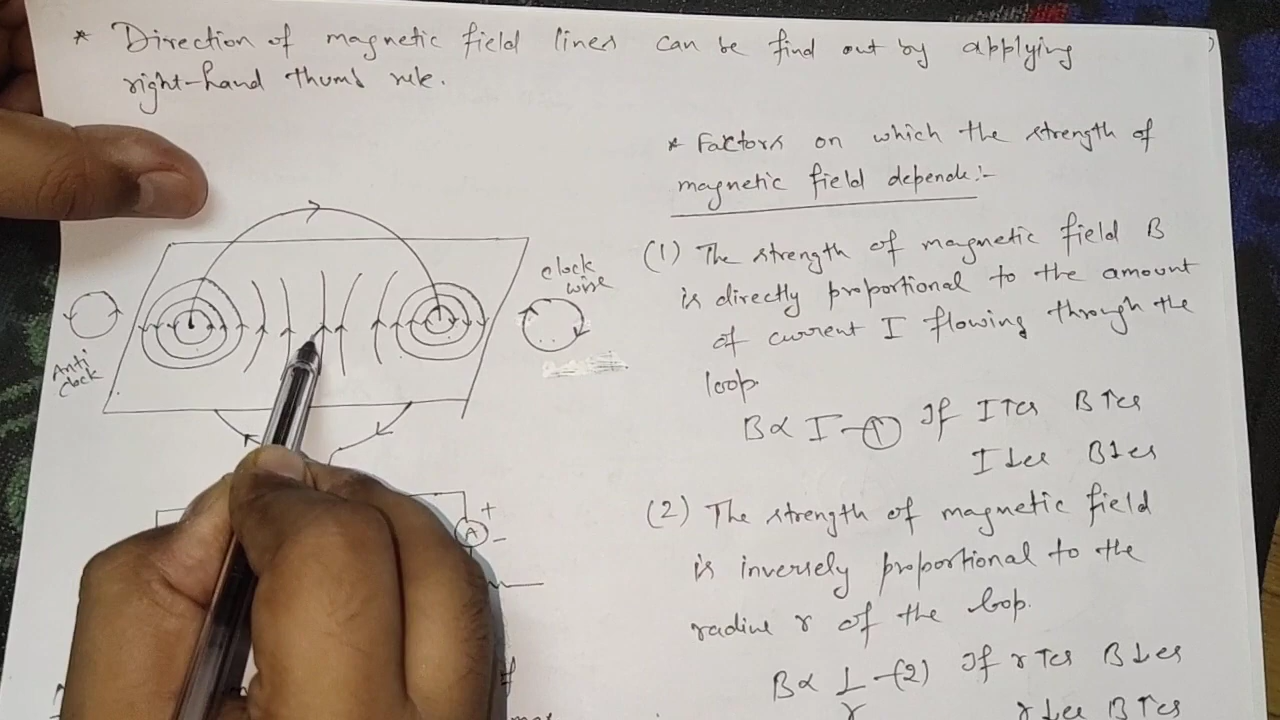 * Direction of magnetic field lines can be find out by applying
right-hand thumb rule.
* Factors on which the strength of
magnetic field depends:-
(1) The strength of magnetic field B
is directly proportional to the amount
of current I flowing through the
loop.
B∝ I -① If I↑es B↑es
I↓es B↓es
(2) The strength of magnetic field
is inversely proportional to the
radius r of the loop.
B∝ 1/r -(2) If r↑es B↓es
r↓es B↑es
Anti
clock
clock
wise
A
+
-